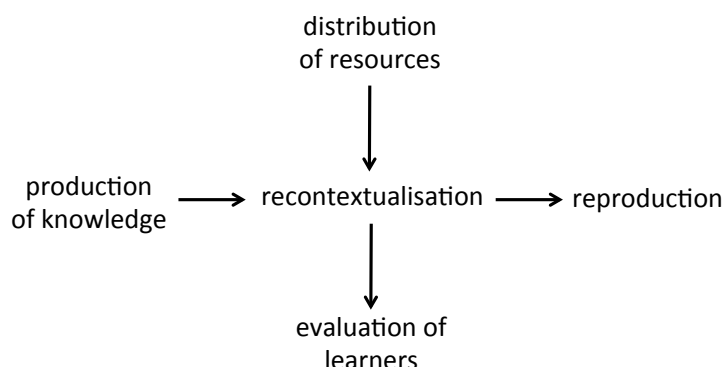 distribution
of resources
production
of knowledge
recontextualisation
reproduction
evaluation of
learners